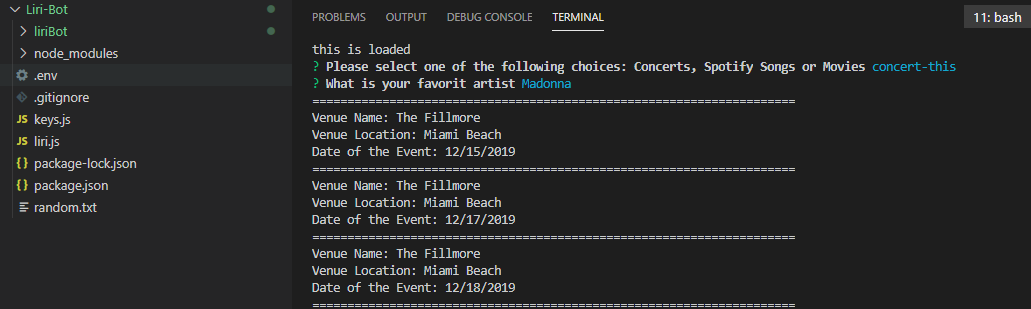 Liri-Bot
liriBot
node_modules
.env
.gitignore
JS keys.js
JS liri.js
{} package-lock.json
{} package.json
random.txt
PROBLEMS OUTPUT DEBUG CONSOLE TERMINAL 11: bash
this is loaded
? Please select one of the following choices: Concerts, Spotify Songs or Movies concert-this
? What is your favorit artist Madonna
=====================================================================
Venue Name: The Fillmore
Venue Location: Miami Beach
Date of the Event: 12/15/2019
=====================================================================
Venue Name: The Fillmore
Venue Location: Miami Beach
Date of the Event: 12/17/2019
=====================================================================
Venue Name: The Fillmore
Venue Location: Miami Beach
Date of the Event: 12/18/2019
=====================================================================